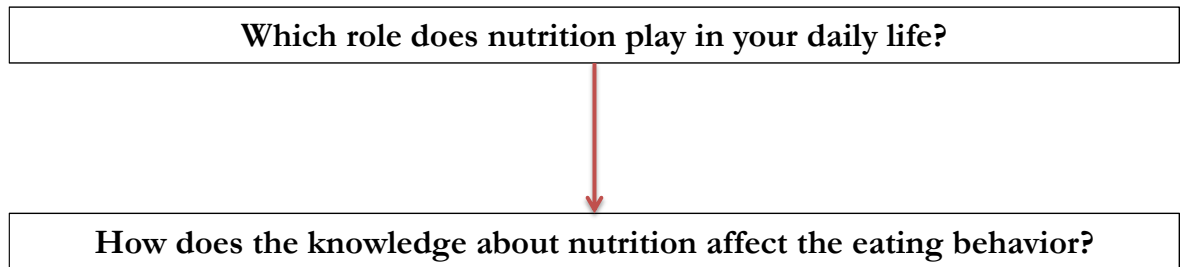 Which role does nutrition play in your daily life?
How does the knowledge about nutrition affect the eating behavior?